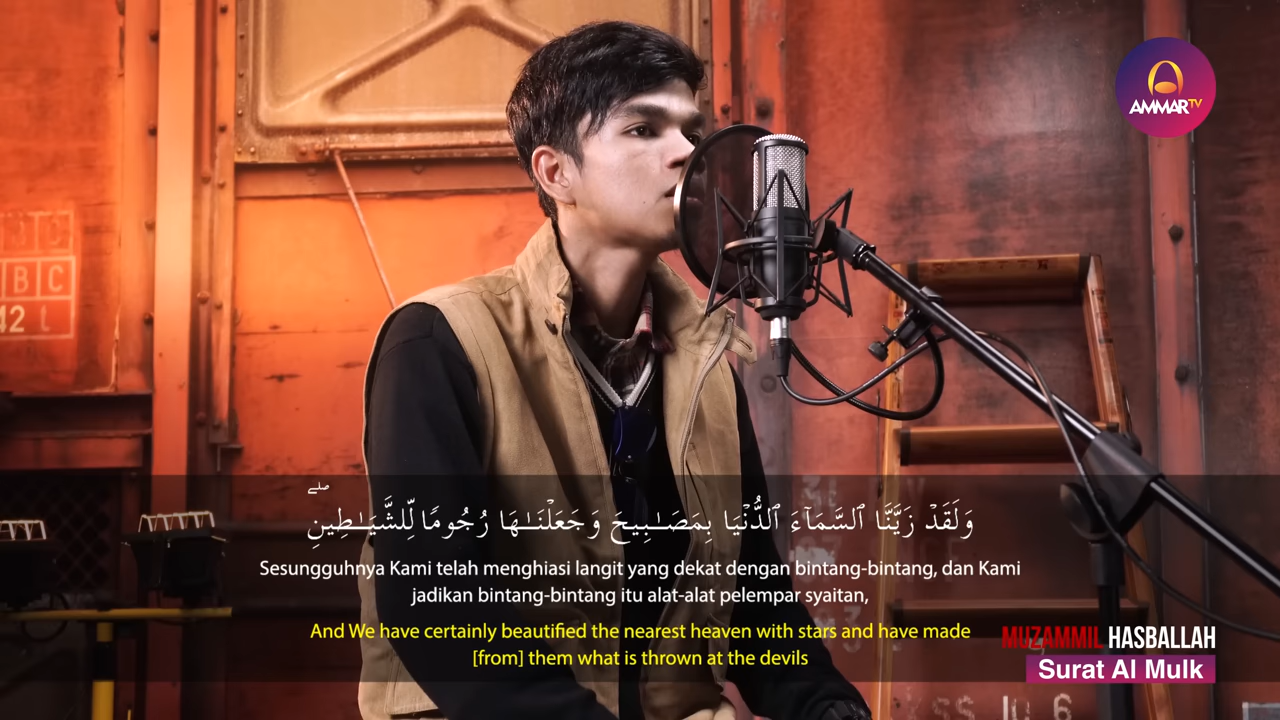 AMMAR TV
B C
42
وَلَقَدْ زَيَّنَّا ٱلسَّمَآءَ ٱلدُّنْيَا بِمَصَـٰبِيحَ وَجَعَلْنَـٰهَا رُجُومًا لِّلشَّيَـٰطِينِ ۖ
Sesungguhnya Kami telah menghiasi langit yang dekat dengan bintang-bintang, dan Kami
jadikan bintang-bintang itu alat-alat pelempar syaitan,
And We have certainly beautified the nearest heaven with stars and have made
[from] them what is thrown at the devils
MUZAMMIL HASBALLAH
Surat Al Mulk